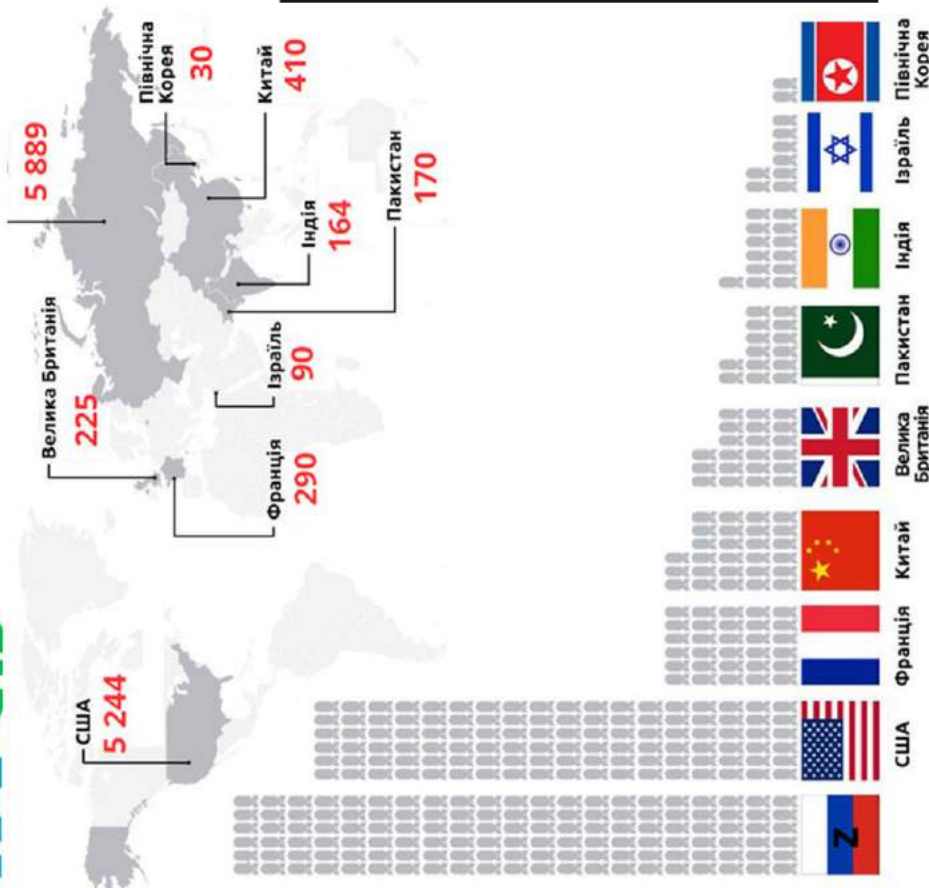 5 889
Північна
Корея
30
Китай
410
Велика Британія
225
Індія
164
Пакистан
170
Ізраїль
90
Франція
290
США
5 244
Z
США
Франція
Китай
Велика
Британія
Пакистан
Індія
Ізраїль
Північна
Корея